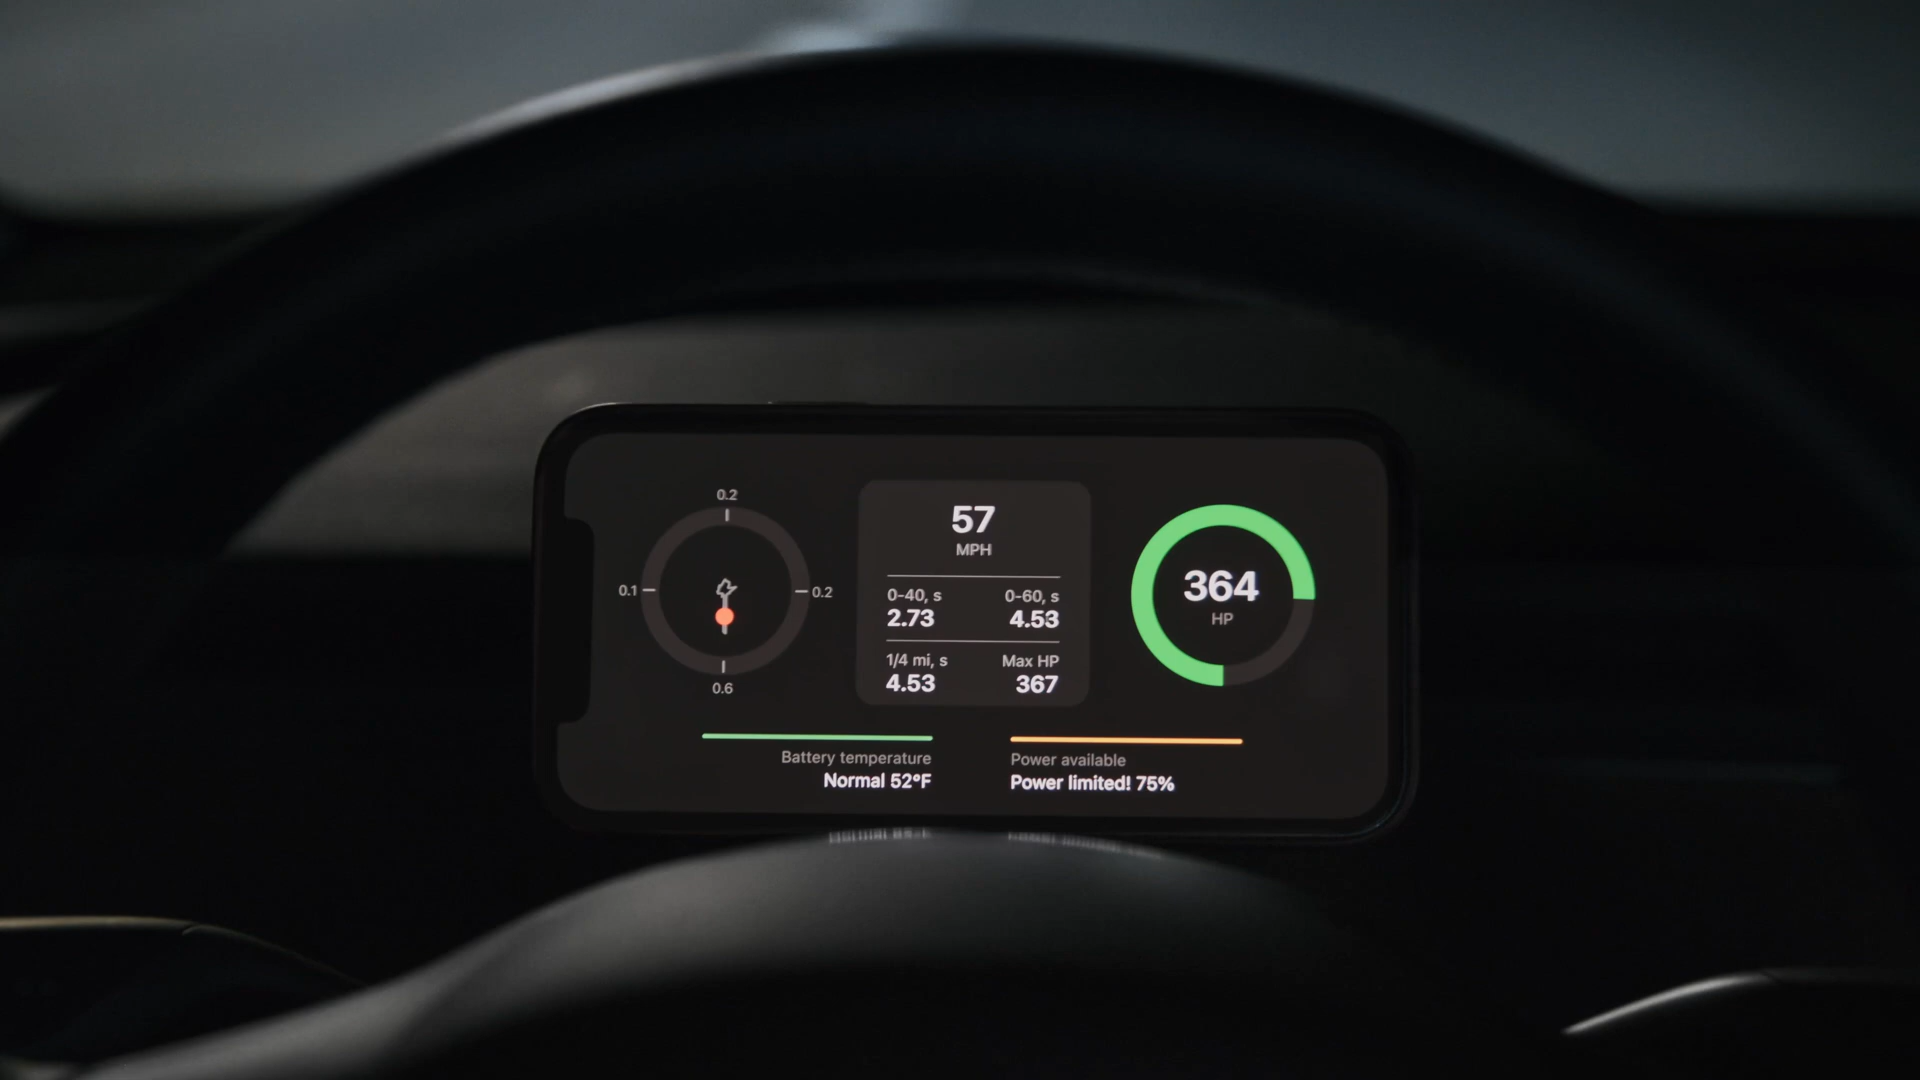 0.2
0.1
0.2
0.6
57
MPH
0-40, s 0-60, s
2.73 4.53
1/4 mi, s Max HP
4.53 367
364
HP
Battery temperature
Normal 52°F
Power available
Power limited! 75%